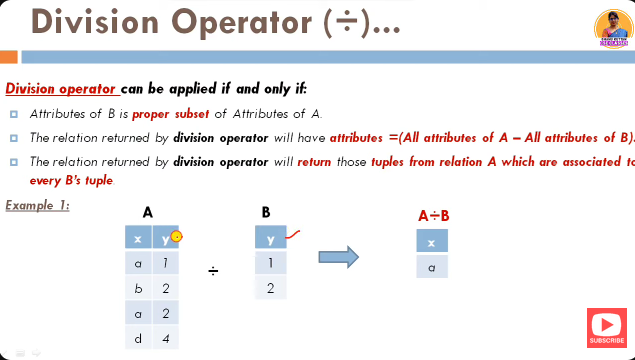 Division Operator (÷)...
Division operator can be applied if and only if:
Attributes of B is proper subset of Attributes of A.
The relation returned by division operator will have attributes =(All attributes of A – All attributes of B).
The relation returned by division operator will return those tuples from relation A which are associated to
every B's tuple.
Example 1:
A B A÷B
x y y x
a 1 1 a
÷
b 2 2
a 2
d 4
SUBSCRIBE